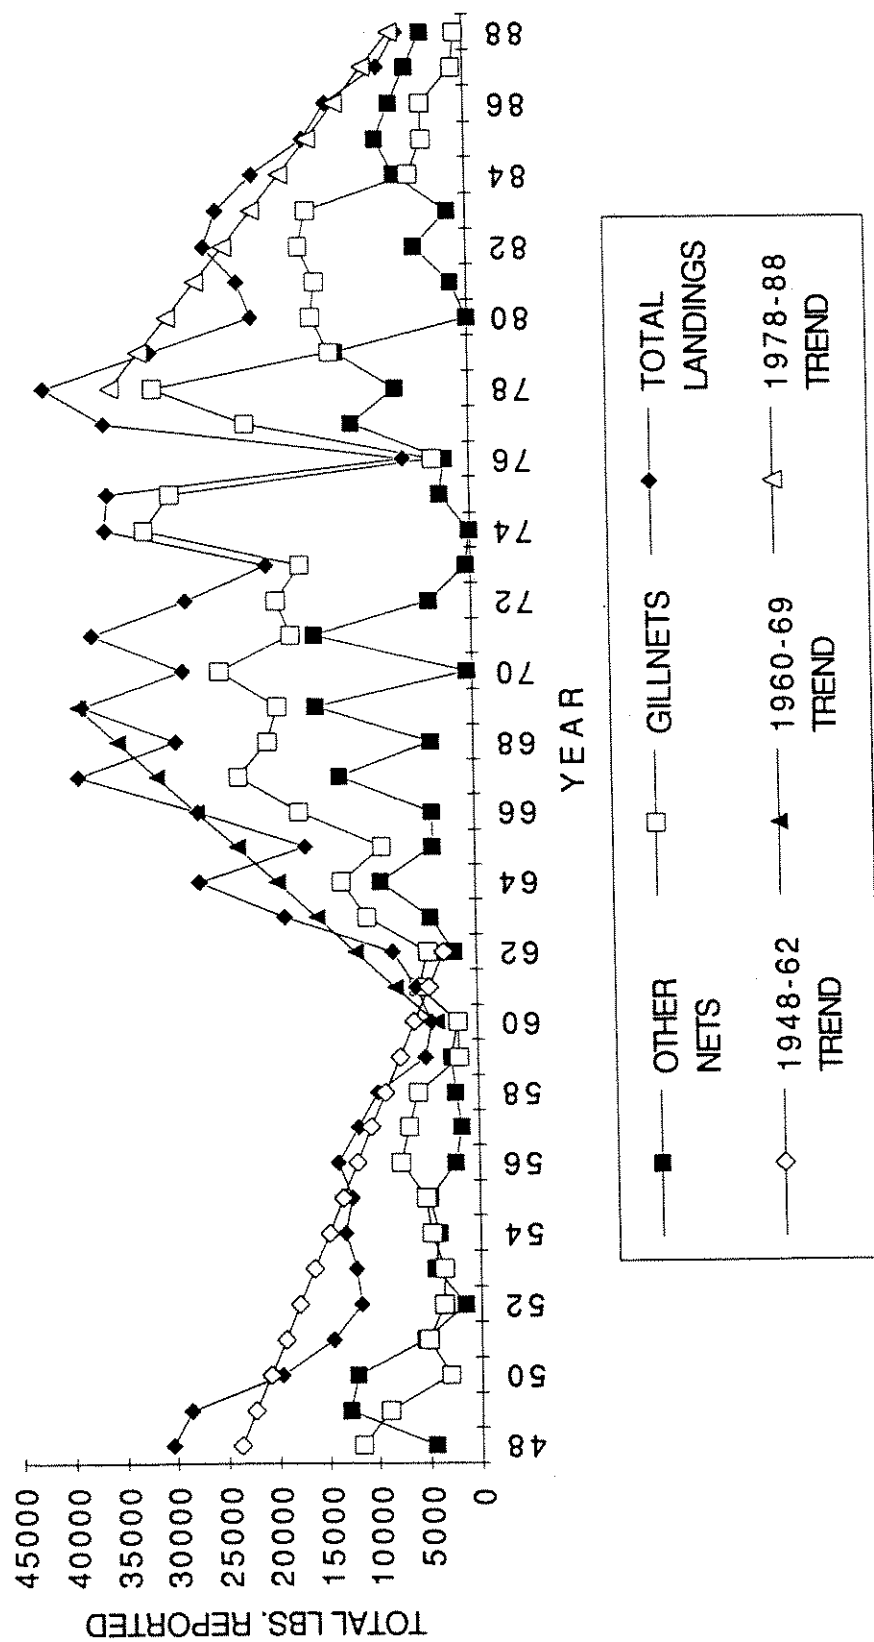 TOTAL LBS. REPORTED
45000
40000
35000
30000
25000
20000
15000
10000
5000
0
48 50 52 54 56 58 60 62 64 66 68 70 72 74 76 78 80 82 84 86 88
YEAR
OTHER NETS
GILLNETS
TOTAL LANDINGS
1948-62 TREND
1960-69 TREND
1978-88 TREND